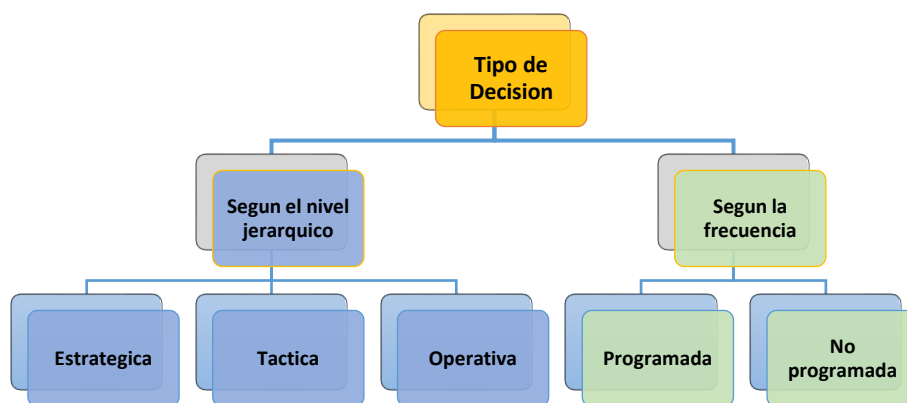 Tipo de
Decision
Segun el nivel
jerarquico
Segun la
frecuencia
Estrategica
Tactica
Operativa
Programada
No
programada